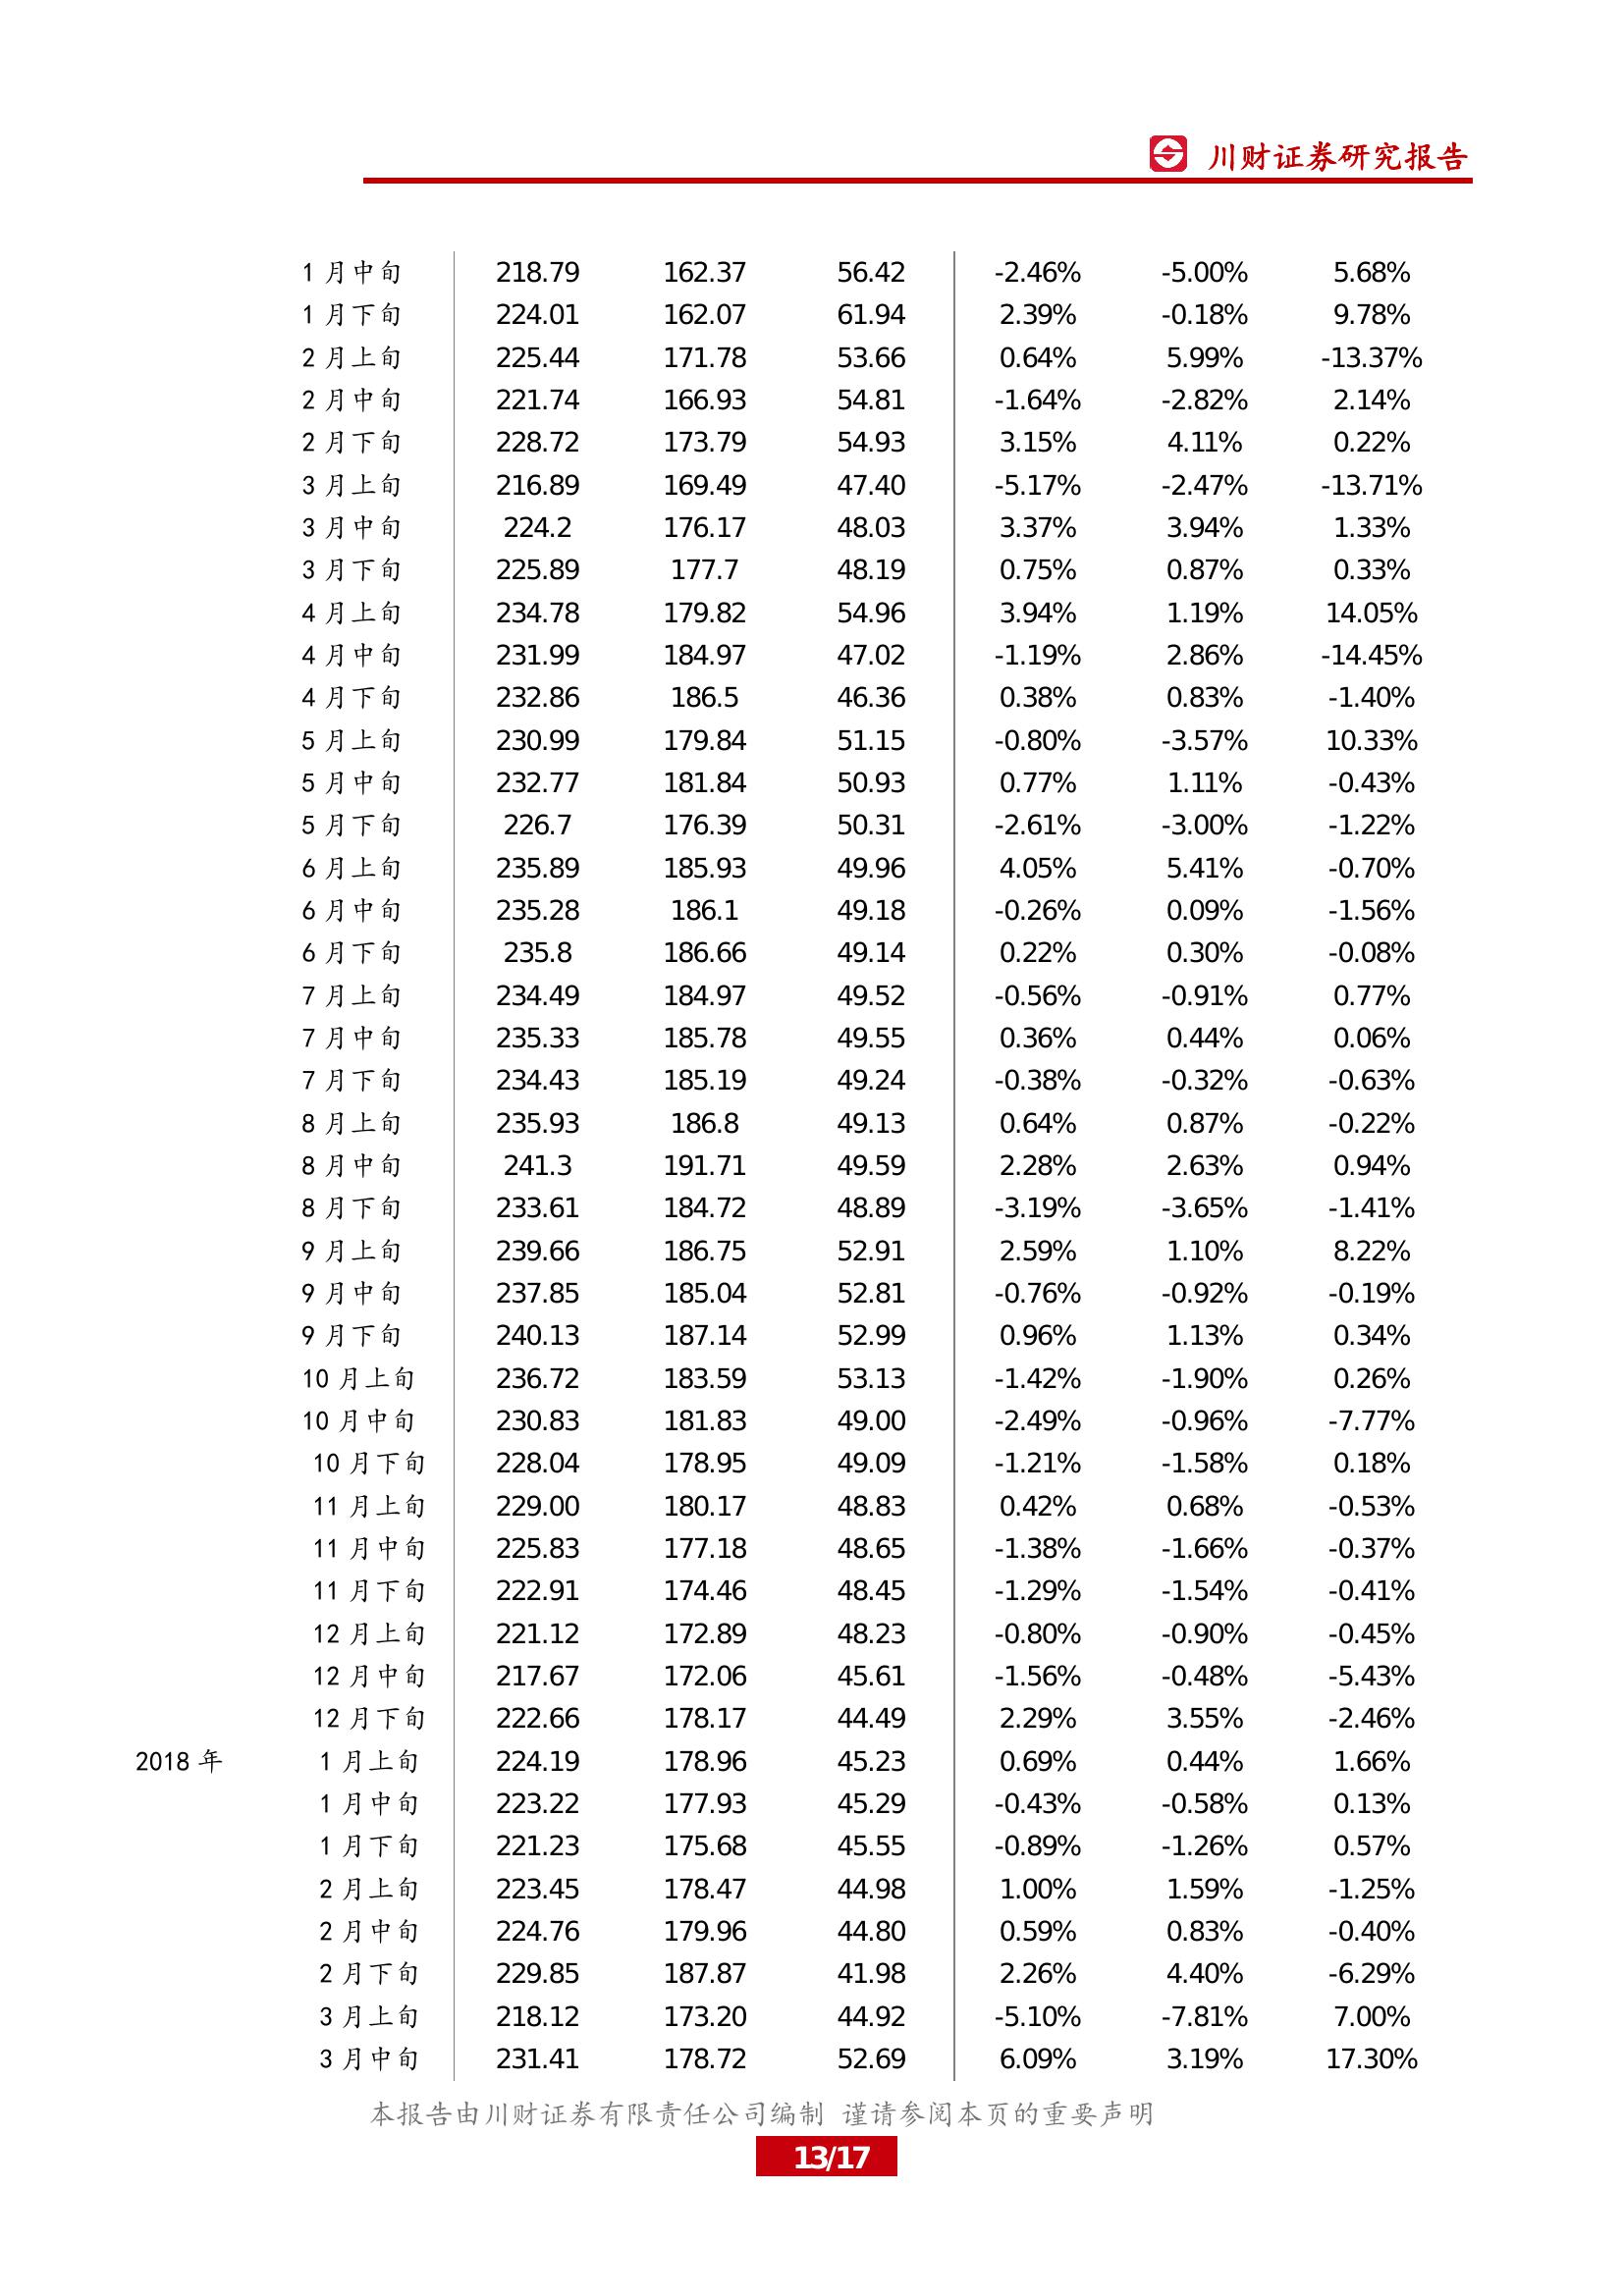 川财证券研究报告
1 月中旬 218.79 162.37 56.42 -2.46% -5.00% 5.68%
1 月下旬 224.01 162.07 61.94 2.39% -0.18% 9.78%
2 月上旬 225.44 171.78 53.66 0.64% 5.99% -13.37%
2 月中旬 221.74 166.93 54.81 -1.64% -2.82% 2.14%
2 月下旬 228.72 173.79 54.93 3.15% 4.11% 0.22%
3 月上旬 216.89 169.49 47.40 -5.17% -2.47% -13.71%
3 月中旬 224.2 176.17 48.03 3.37% 3.94% 1.33%
3 月下旬 225.89 177.7 48.19 0.75% 0.87% 0.33%
4 月上旬 234.78 179.82 54.96 3.94% 1.19% 14.05%
4 月中旬 231.99 184.97 47.02 -1.19% 2.86% -14.45%
4 月下旬 232.86 186.5 46.36 0.38% 0.83% -1.40%
5 月上旬 230.99 179.84 51.15 -0.80% -3.57% 10.33%
5 月中旬 232.77 181.84 50.93 0.77% 1.11% -0.43%
5 月下旬 226.7 176.39 50.31 -2.61% -3.00% -1.22%
6 月上旬 235.89 185.93 49.96 4.05% 5.41% -0.70%
6 月中旬 235.28 186.1 49.18 -0.26% 0.09% -1.56%
6 月下旬 235.8 186.66 49.14 0.22% 0.30% -0.08%
7 月上旬 234.49 184.97 49.52 -0.56% -0.91% 0.77%
7 月中旬 235.33 185.78 49.55 0.36% 0.44% 0.06%
7 月下旬 234.43 185.19 49.24 -0.38% -0.32% -0.63%
8 月上旬 235.93 186.8 49.13 0.64% 0.87% -0.22%
8 月中旬 241.3 191.71 49.59 2.28% 2.63% 0.94%
8 月下旬 233.61 184.72 48.89 -3.19% -3.65% -1.41%
9 月上旬 239.66 186.75 52.91 2.59% 1.10% 8.22%
9 月中旬 237.85 185.04 52.81 -0.76% -0.92% -0.19%
9 月下旬 240.13 187.14 52.99 0.96% 1.13% 0.34%
10 月上旬 236.72 183.59 53.13 -1.42% -1.90% 0.26%
10 月中旬 230.83 181.83 49.00 -2.49% -0.96% -7.77%
10 月下旬 228.04 178.95 49.09 -1.21% -1.58% 0.18%
11 月上旬 229.00 180.17 48.83 0.42% 0.68% -0.53%
11 月中旬 225.83 177.18 48.65 -1.38% -1.66% -0.37%
11 月下旬 222.91 174.46 48.45 -1.29% -1.54% -0.41%
12 月上旬 221.12 172.89 48.23 -0.80% -0.90% -0.45%
12 月中旬 217.67 172.06 45.61 -1.56% -0.48% -5.43%
12 月下旬 222.66 178.17 44.49 2.29% 3.55% -2.46%
2018 年 1 月上旬 224.19 178.96 45.23 0.69% 0.44% 1.66%
1 月中旬 223.22 177.93 45.29 -0.43% -0.58% 0.13%
1 月下旬 221.23 175.68 45.55 -0.89% -1.26% 0.57%
2 月上旬 223.45 178.47 44.98 1.00% 1.59% -1.25%
2 月中旬 224.76 179.96 44.80 0.59% 0.83% -0.40%
2 月下旬 229.85 187.87 41.98 2.26% 4.40% -6.29%
3 月上旬 218.12 173.20 44.92 -5.10% -7.81% 7.00%
3 月中旬 231.41 178.72 52.69 6.09% 3.19% 17.30%
本报告由川财证券有限责任公司编制 谨请参阅本页的重要声明
13/17